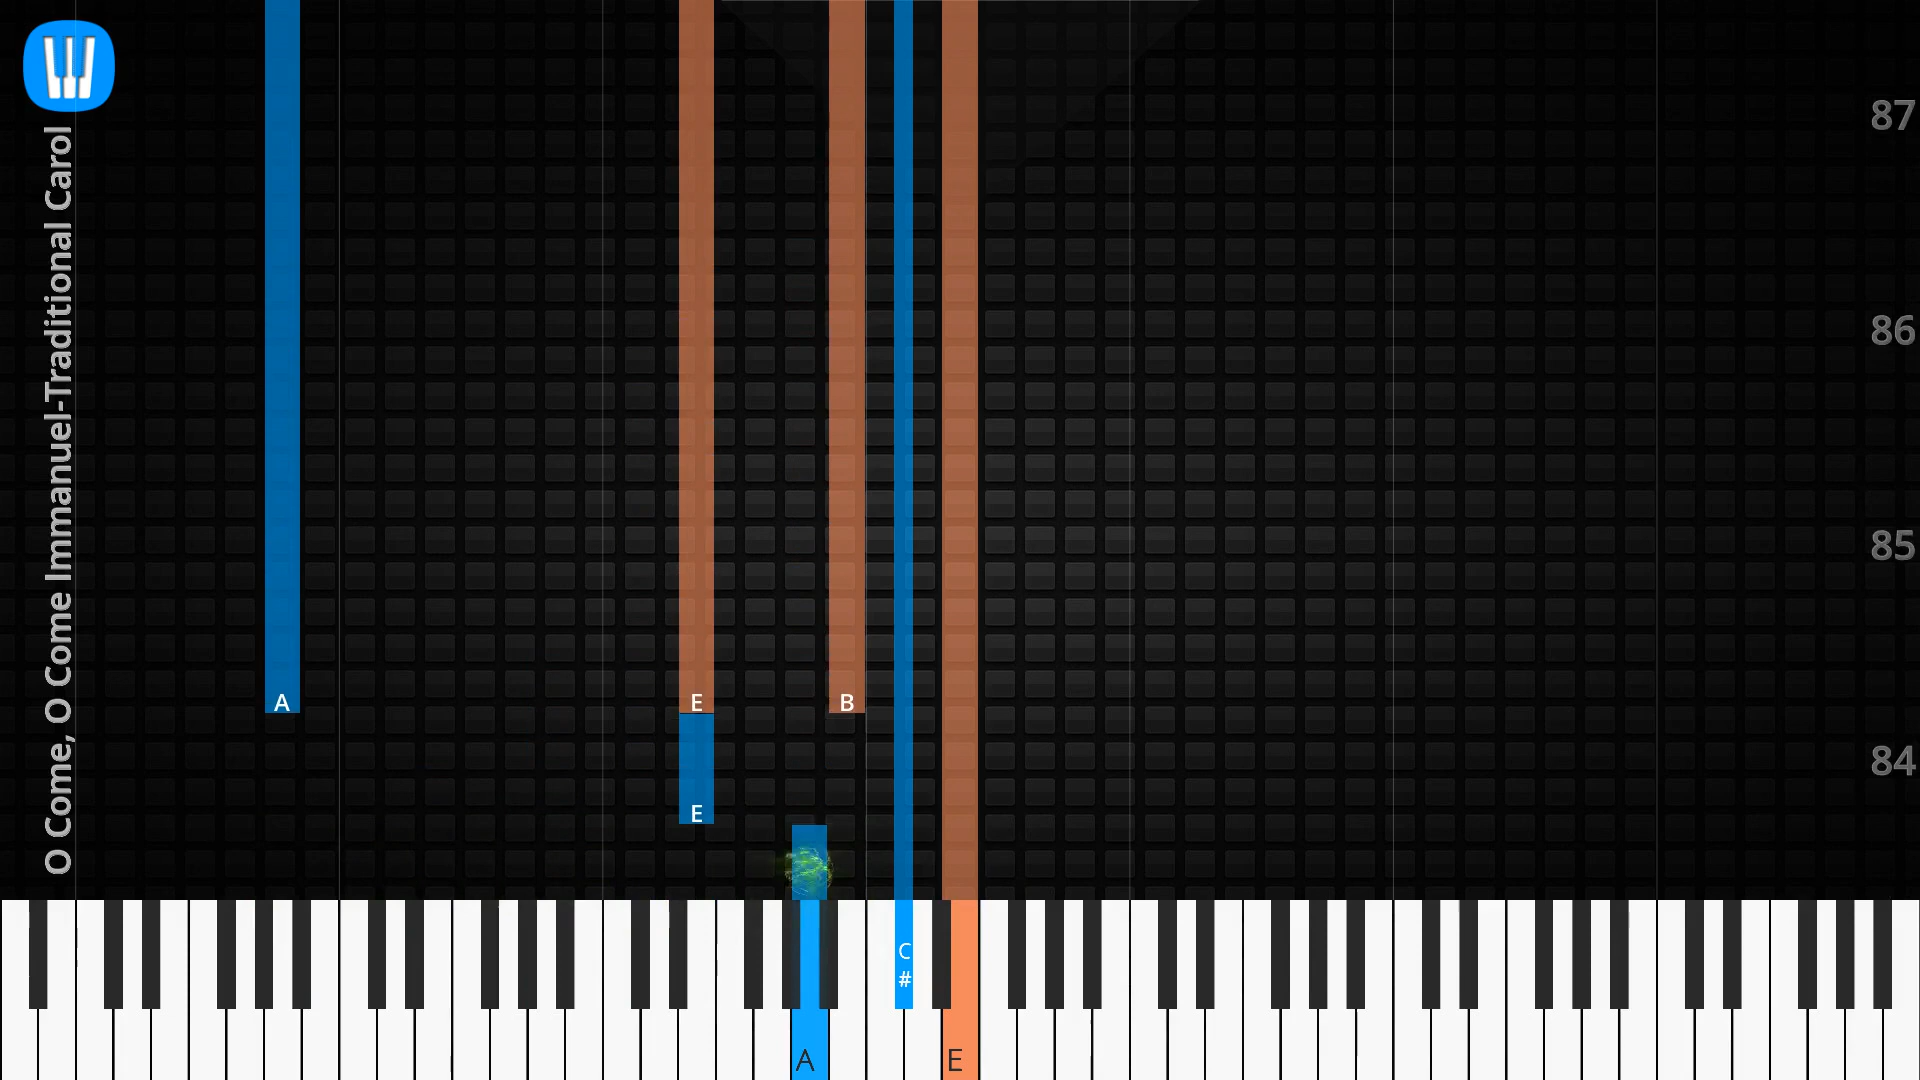 O Come, O Come Immanuel-Traditional Carol
87
86
85
84
A
E
B
E
C
#
A
E